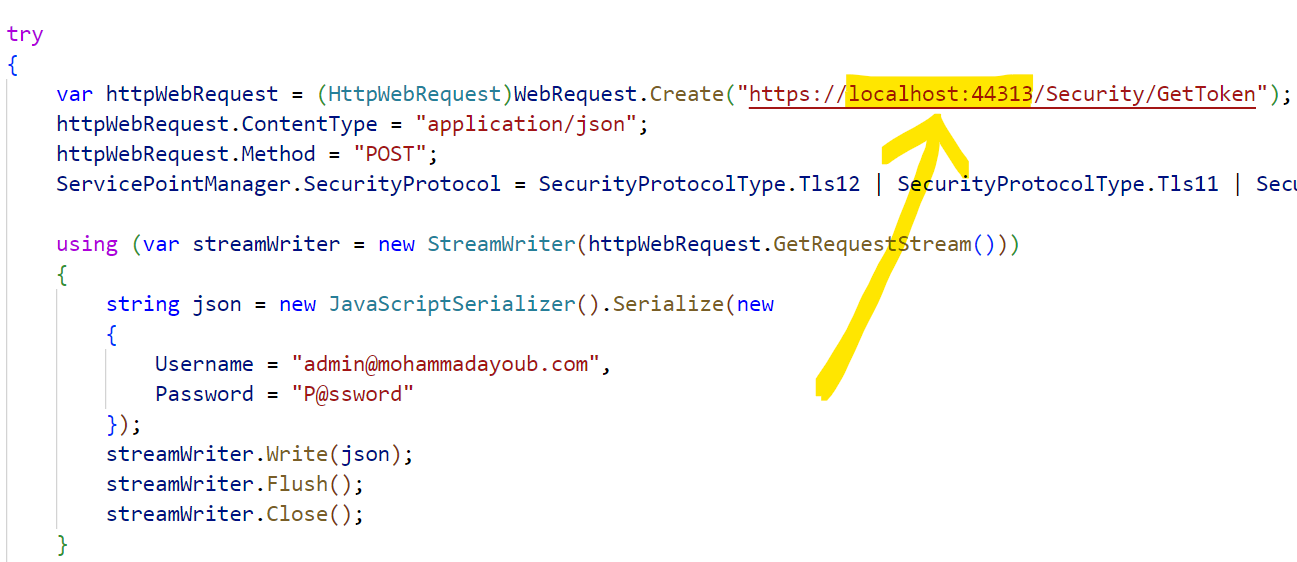 try
{
var httpWebRequest = (HttpWebRequest)WebRequest.Create("https://localhost:44313/Security/GetToken");
httpWebRequest.ContentType = "application/json";
httpWebRequest.Method = "POST";
ServicePointManager.SecurityProtocol = SecurityProtocolType.Tls12 | SecurityProtocolType.Tls11 | Secu
using (var streamWriter = new StreamWriter(httpWebRequest.GetRequestStream()))
{
string json = new JavaScriptSerializer().Serialize(new
{
Username = "admin@mohammadayoub.com",
Password = "P@ssword"
});
streamWriter.Write(json);
streamWriter.Flush();
streamWriter.Close();
}